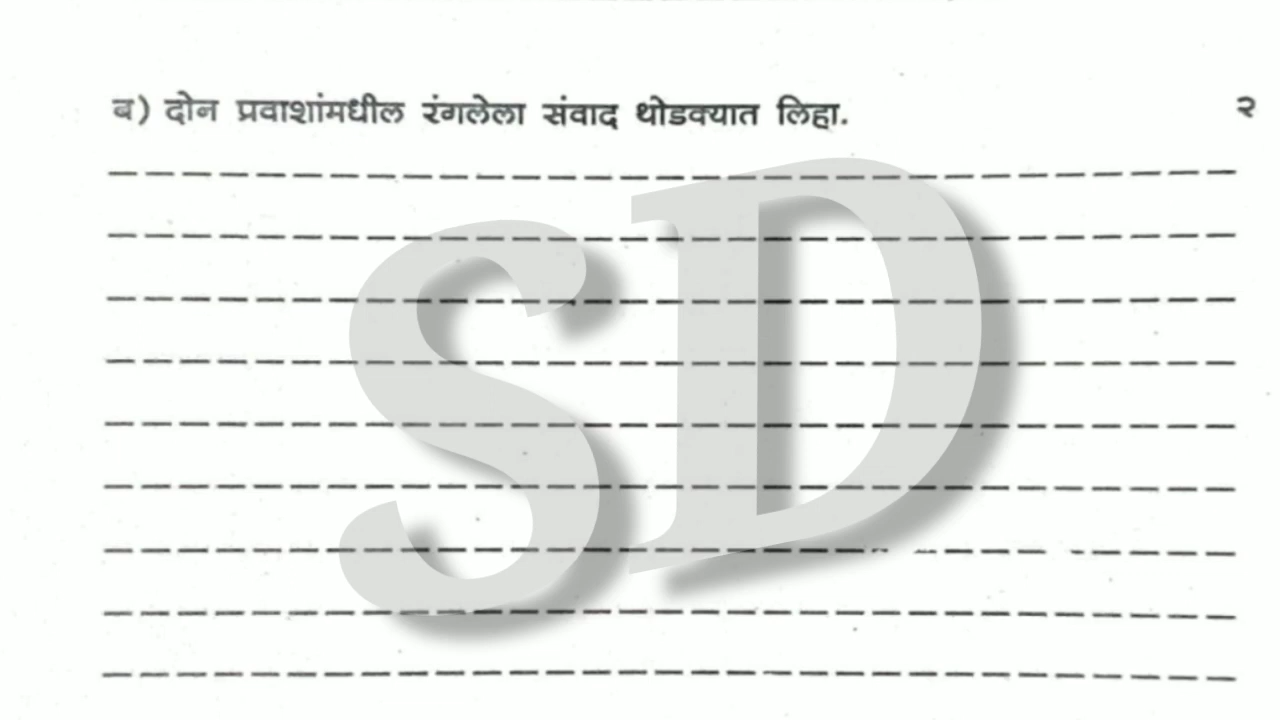 ब) दोन प्रवाशांमधील रंगलेला संवाद थोडक्यात लिहा. २
SD